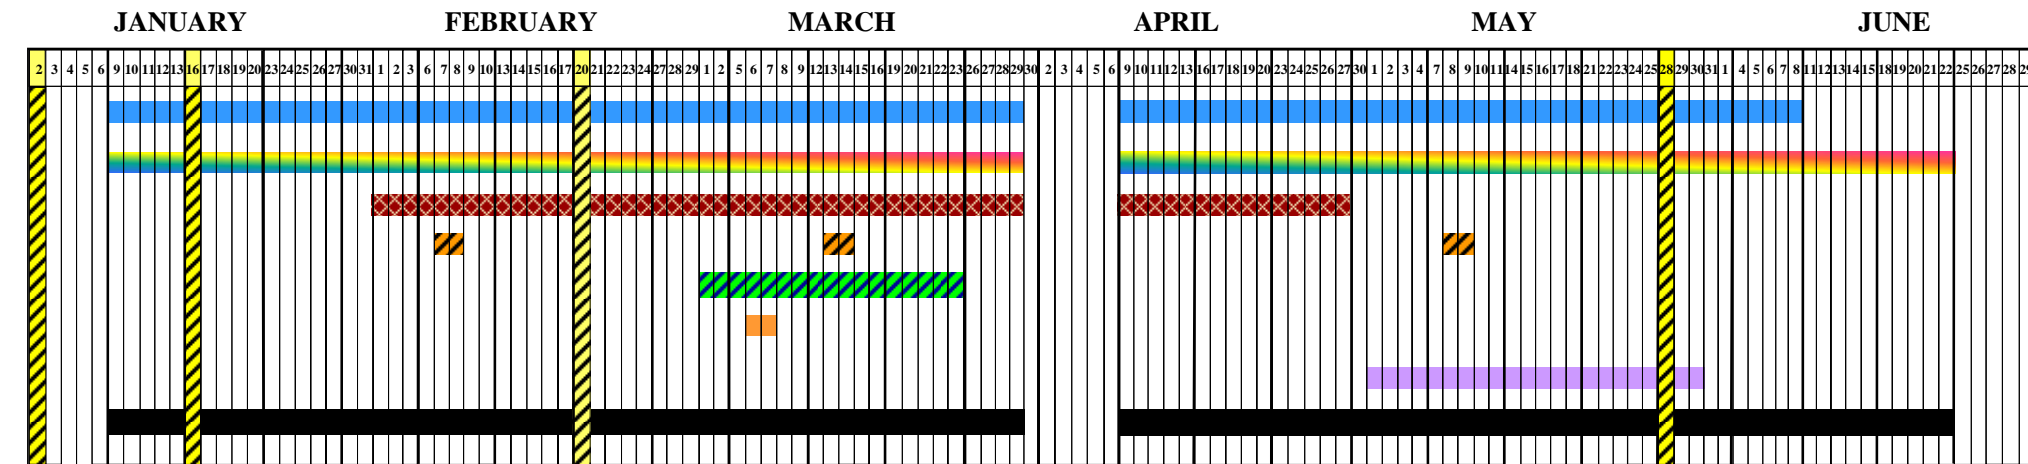 JANUARY FEBRUARY MARCH APRIL MAY JUNE
2 3 4 5 6 9 10 11 12 13 16 17 18 19 20 23 24 25 26 27 30 31 1 2 3 6 7 8 9 10 13 14 15 16 17 20 21 22 23 24 27 28 29 1 2 5 6 7 8 9 12 13 14 15 16 19 20 21 22 23 26 27 28 29 30 2 3 4 5 6 9 10 11 12 13 16 17 18 19 20 23 24 25 26 27 30 1 2 3 4 7 8 9 10 11 14 15 16 17 18 21 22 23 24 25 28 29 30 31 1 4 5 6 7 8 11 12 13 14 15 18 19 20 21 22 25 26 27 28 29